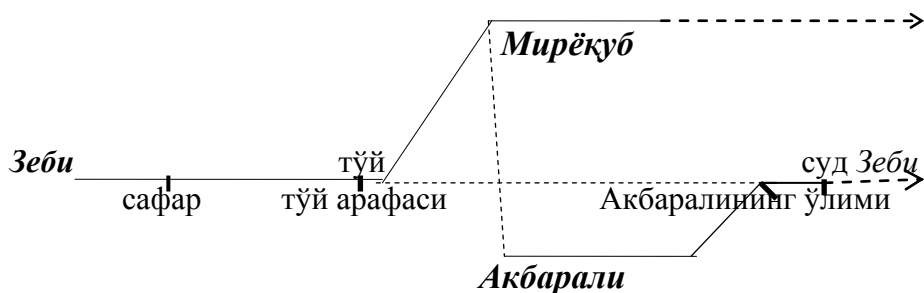 Мирёқуб
Зеби тўй суд Зеби
сафар тўй арафаси Акбаралининг ўлими
Акбарали